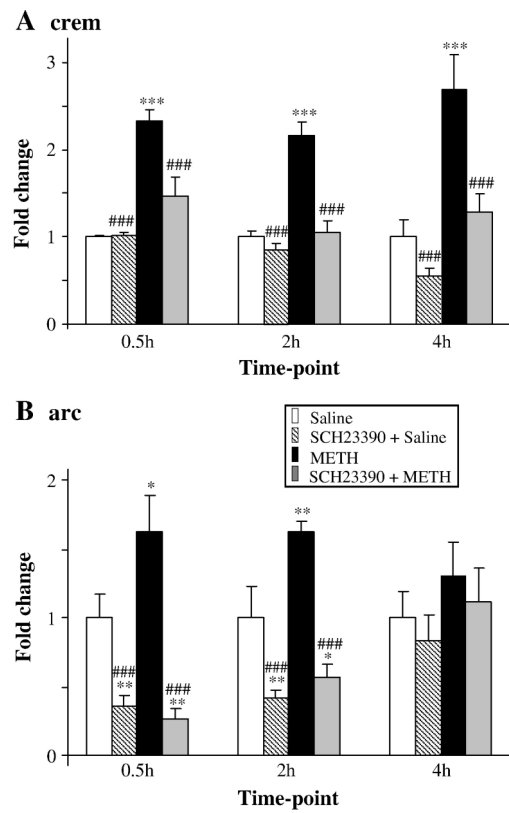 A crem
Fold change
3
2
1
0
***
***
***
###
###
###
###
###
###
0.5h 2h 4h
Time-point
B arc
Saline
SCH23390 + Saline
METH
SCH23390 + METH
Fold change
2
1
0
*
**
###
**
###
**
###
**
###
*
0.5h 2h 4h
Time-point